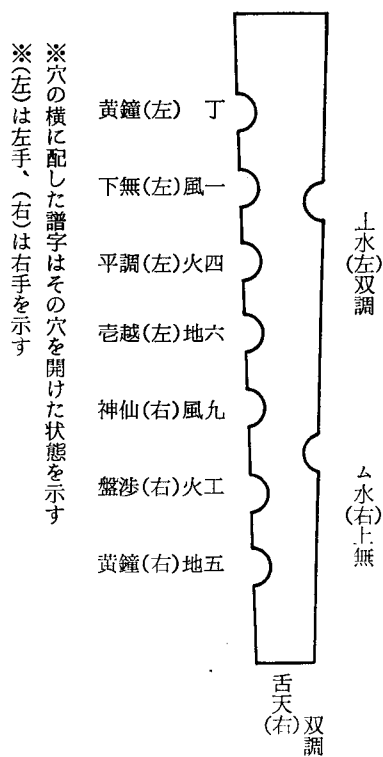 黄鐘(左) 丁
下無(左)風一
平調(左)火四
壱越(左)地六
神仙(右)風九
盤渉(右)火工
黄鐘(右)地五
丄水(左)双調
ム水(右)上無
舌天(右)双調
※穴の横に配した譜字はその穴を開けた状態を示す
※(左)は左手、(右)は右手を示す